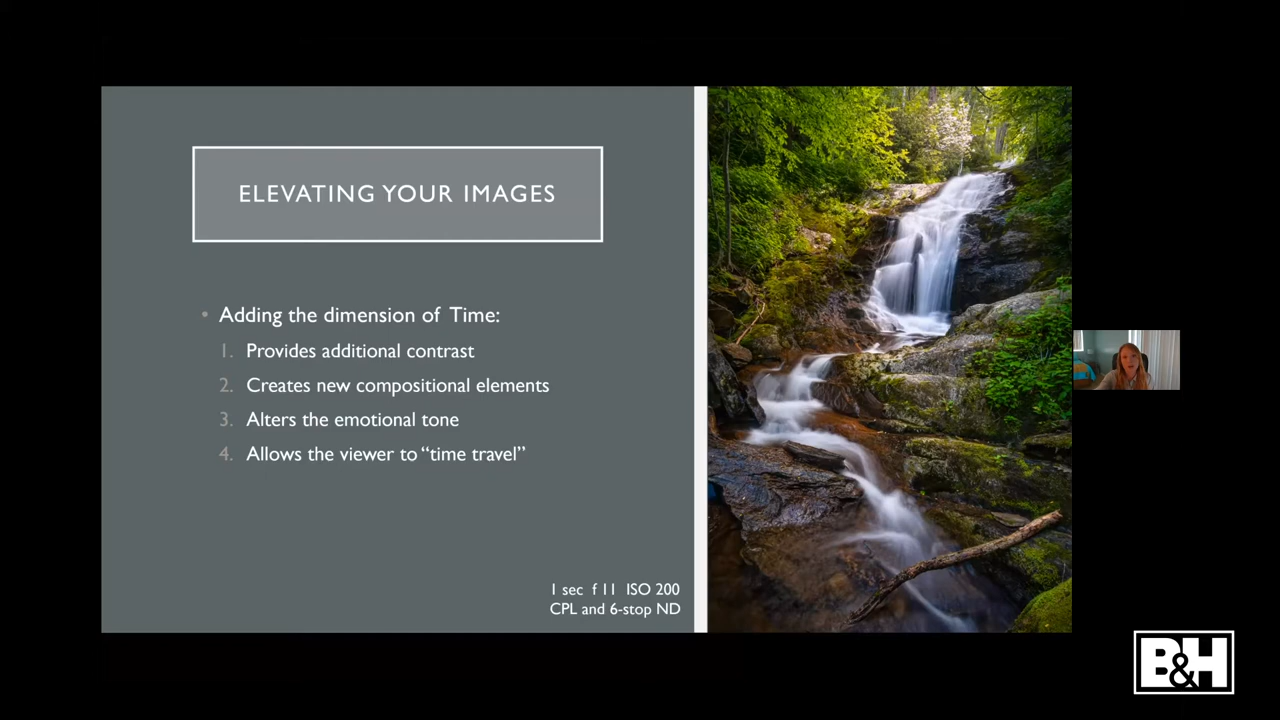 ELEVATING YOUR IMAGES
• Adding the dimension of Time:
1. Provides additional contrast
2. Creates new compositional elements
3. Alters the emotional tone
4. Allows the viewer to “time travel”
1 sec f 11 ISO 200
CPL and 6-stop ND
B&H